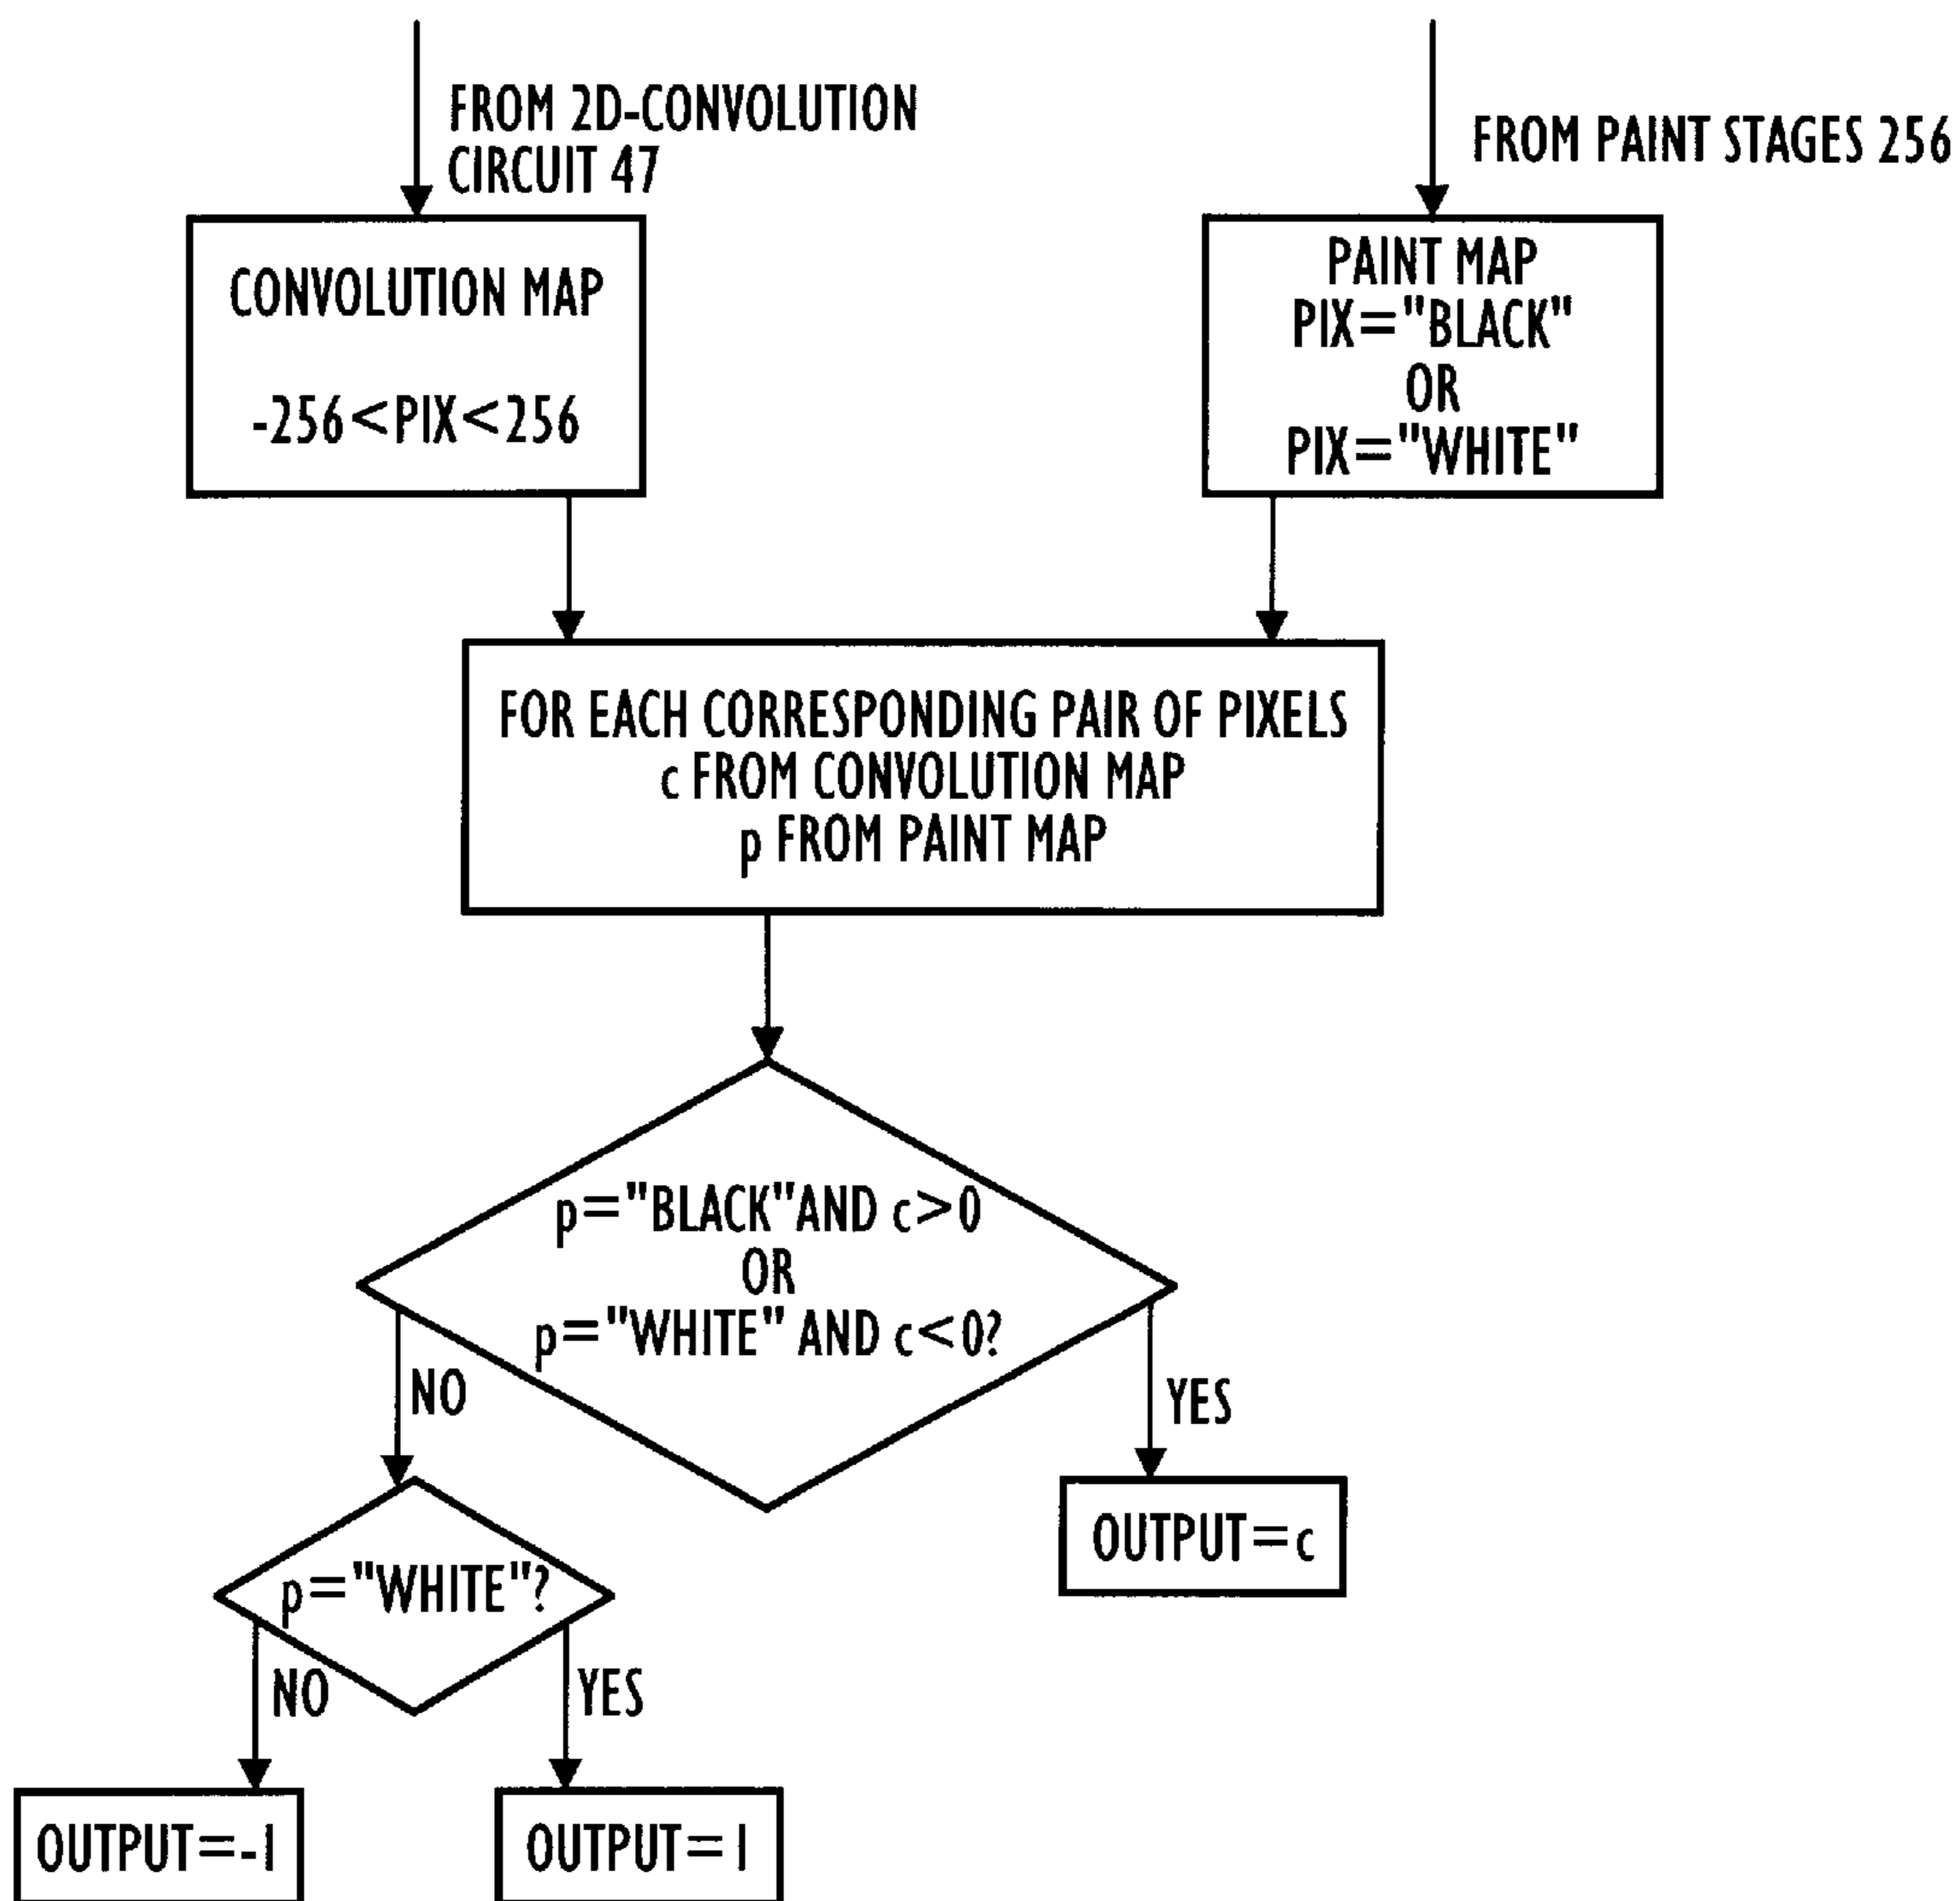 FROM 2D-CONVOLUTION
CIRCUIT 47
FROM PAINT STAGES 256
CONVOLUTION MAP
-256<PIX<256
PAINT MAP
PIX="BLACK"
OR
PIX="WHITE"
FOR EACH CORRESPONDING PAIR OF PIXELS
c FROM CONVOLUTION MAP
p FROM PAINT MAP
p="BLACK"AND c>0
OR
p="WHITE" AND c<0?
NO
YES
OUTPUT=c
p="WHITE"?
NO
YES
OUTPUT=-1
OUTPUT=1